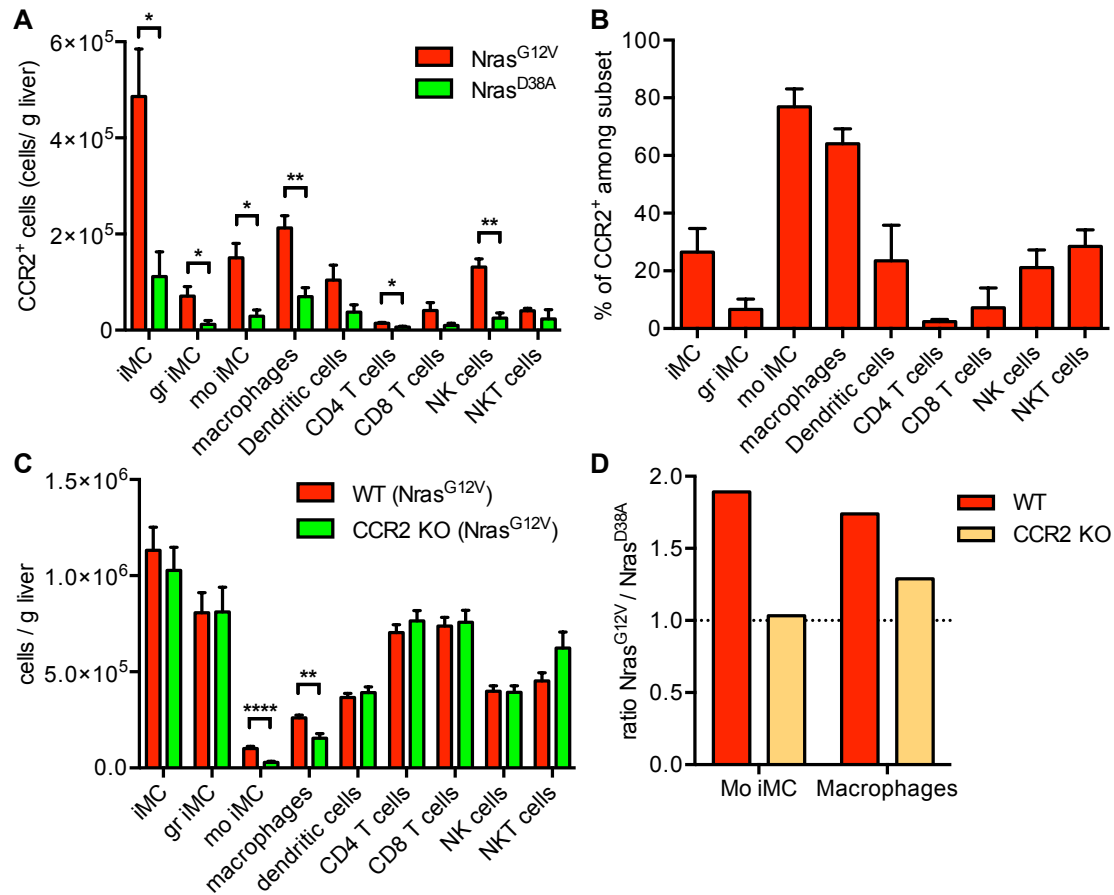 A
CCR2⁺ cells (cells/ g liver)
6×10⁵
4×10⁵
2×10⁵
0
*
*
*
**
*
**
Nras^G12V
Nras^D38A
iMC
gr iMC
mo iMC
macrophages
Dendritic cells
CD4 T cells
CD8 T cells
NK cells
NKT cells
B
% of CCR2⁺ among subset
100
80
60
40
20
0
iMC
gr iMC
mo iMC
macrophages
Dendritic cells
CD4 T cells
CD8 T cells
NK cells
NKT cells
C
cells / g liver
1.5×10⁶
1.0×10⁶
5.0×10⁵
0.0
****
**
WT (Nras^G12V)
CCR2 KO (Nras^G12V)
iMC
gr iMC
mo iMC
macrophages
dendritic cells
CD4 T cells
CD8 T cells
NK cells
NKT cells
D
ratio Nras^G12V / Nras^D38A
2.0
1.5
1.0
0.5
0.0
WT
CCR2 KO
Mo iMC
Macrophages